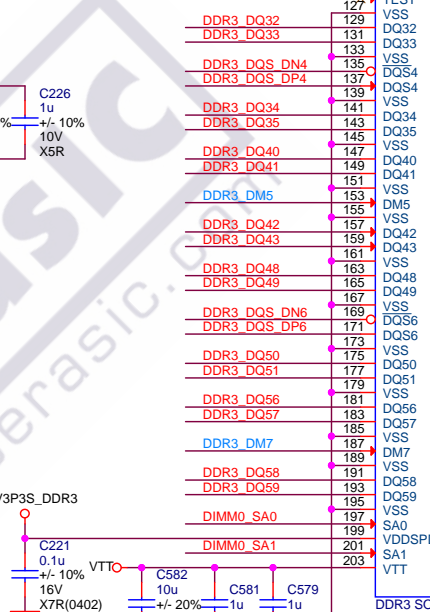 127 VSS
DDR3_DQ32 129 DQ32
DDR3_DQ33 131 DQ33
133 VSS
DDR3_DQS_DN4 135 DQS4
DDR3_DQS_DP4 137 DQS4
139 VSS
DDR3_DQ34 141 DQ34
DDR3_DQ35 143 DQ35
145 VSS
DDR3_DQ40 147 DQ40
DDR3_DQ41 149 DQ41
151 VSS
DDR3_DM5 153 DM5
155 VSS
DDR3_DQ42 157 DQ42
DDR3_DQ43 159 DQ43
161 VSS
DDR3_DQ48 163 DQ48
DDR3_DQ49 165 DQ49
167 VSS
DDR3_DQS_DN6 169 DQS6
DDR3_DQS_DP6 171 DQS6
173 VSS
DDR3_DQ50 175 DQ50
DDR3_DQ51 177 DQ51
179 VSS
DDR3_DQ56 181 DQ56
DDR3_DQ57 183 DQ57
185 VSS
DDR3_DM7 187 DM7
189 VSS
DDR3_DQ58 191 DQ58
DDR3_DQ59 193 DQ59
195 VSS
DIMM0_SA0 197 SA0
199 VDDSPD
DIMM0_SA1 201 SA1
VTT 203 VTT
DDR3 SO
C226
1u
+/- 10%
10V
X5R
V3P3S_DDR3
C221
0.1u
+/- 10%
16V
X7R(0402)
C582
10u
+/- 20%
C581
1u
C579
1u
erasic.com